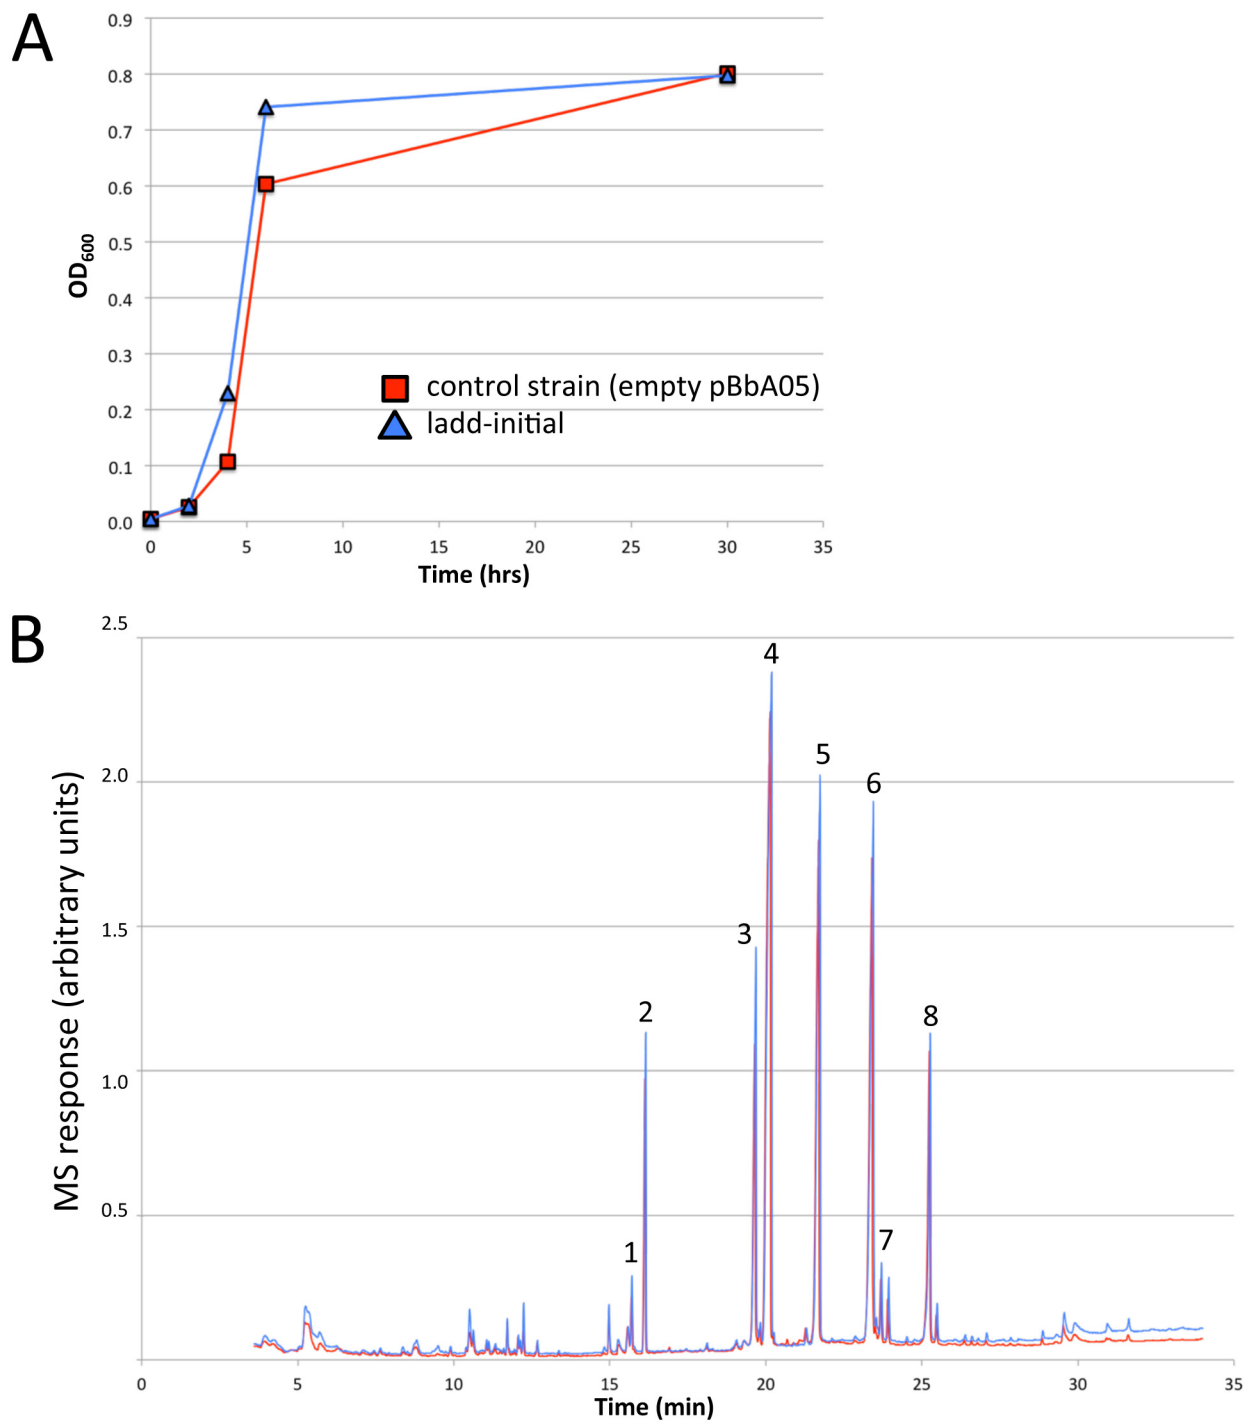 A
0.9
0.8
0.7
0.6
0.5
0.4
0.3
0.2
0.1
0.0
OD600
control strain (empty pBbA05)
ladd-initial
0 5 10 15 20 25 30 35
Time (hrs)
B
2.5
2.0
1.5
1.0
0.5
MS response (arbitrary units)
1
2
3
4
5
6
7
8
0 5 10 15 20 25 30 35
Time (min)